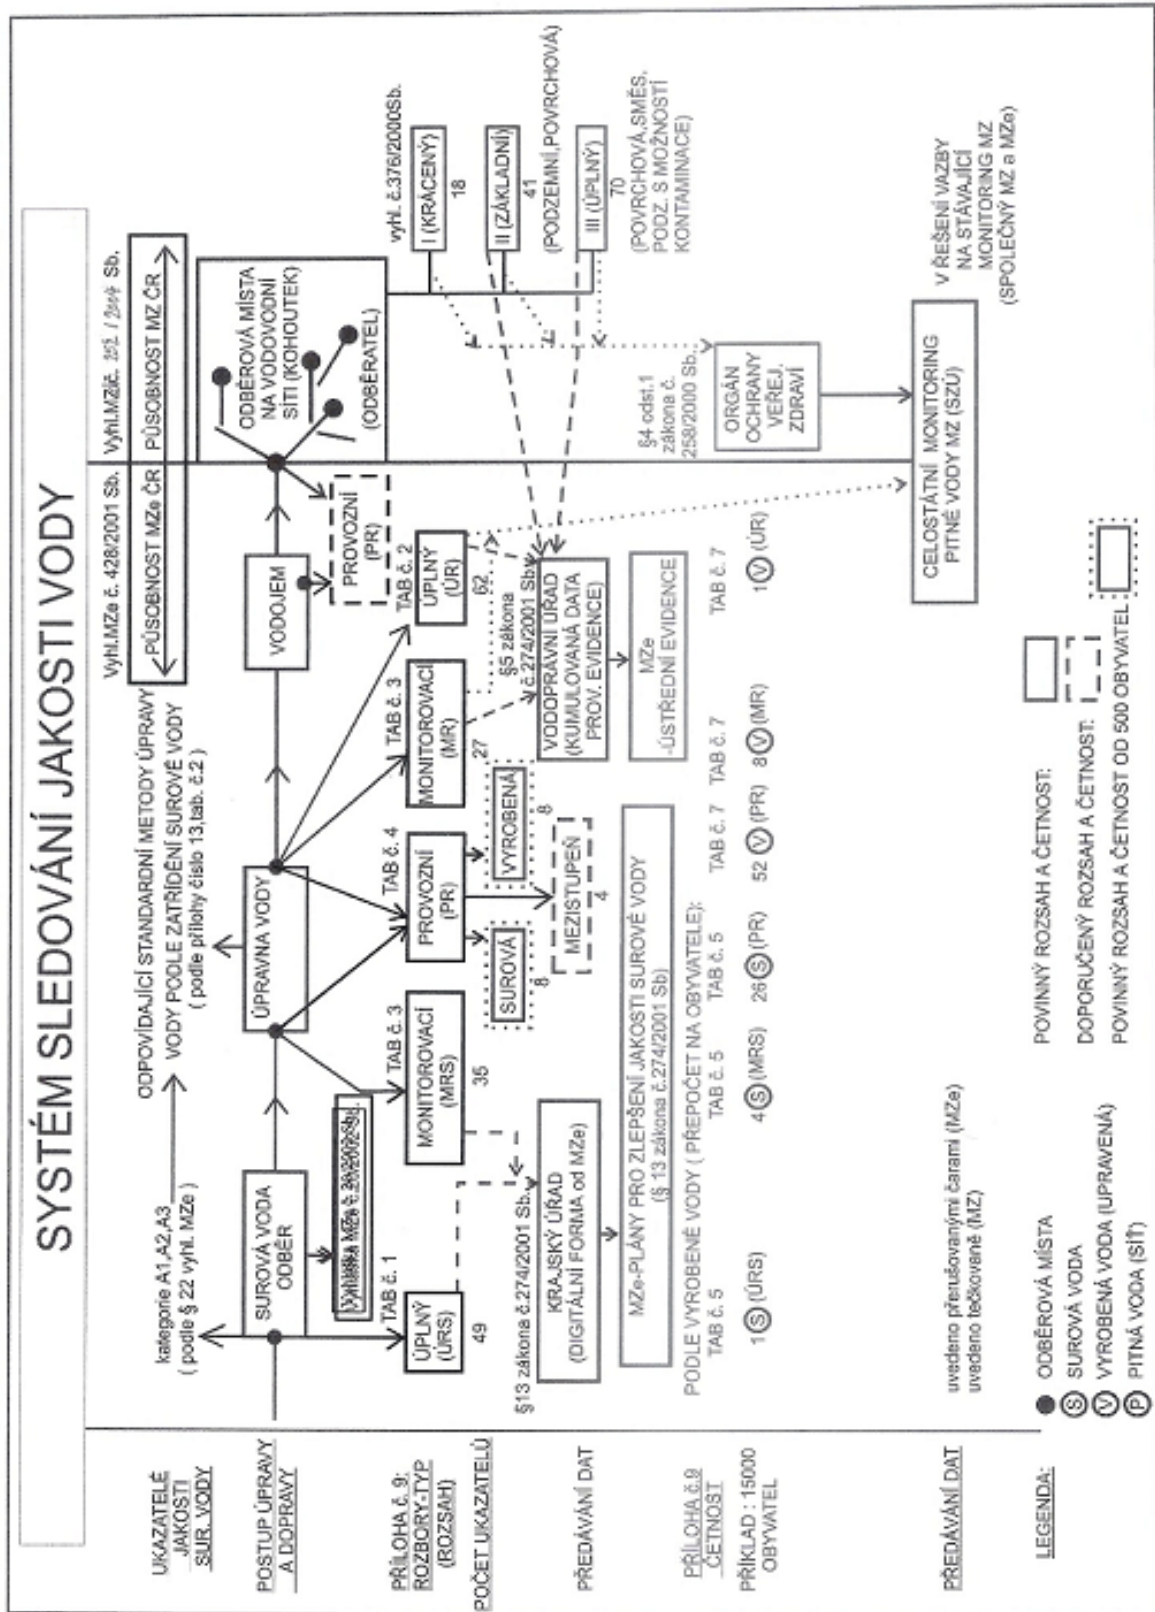 SYSTÉM SLEDOVÁNÍ JAKOSTI VODY
UKAZATELÉ
JAKOSTI
SUR. VODY
kategorie A1,A2,A3
( podle § 22 vyhl. MZe )
ODPOVÍDAJÍCÍ STANDARDNÍ METODY ÚPRAVY
VODY PODLE ZATŘÍDĚNÍ SUROVÉ VODY
( podle přílohy číslo 13,tab. č.2 )
Vyhl.MZe č. 428/2001 Sb.
Vyhl.MZič. 252 / 2004 Sb.
PŮSOBNOST MZe ČR
PŮSOBNOST MZ ČR
POSTUP ÚPRAVY
A DOPRAVY
SUROVÁ VODA
ODBĚR
ÚPRAVNA VODY
VODOJEM
ODBĚROVÁ MÍSTA
NA VODOVODNÍ
SÍTI (KOHOUTEK)
(ODBĚRATEL)
PROVOZNÍ
(PR)
vyhl. č.376/2000Sb.
PŘÍLOHA č. 9:
ROZBORY-TYP
(ROZSAH)
TAB č. 1
ÚPLNÝ
(ÚRS)
TAB č. 3
MONITOROVACÍ
(MRS)
TAB č. 4
PROVOZNÍ
(PR)
TAB č. 3
MONITOROVACÍ
(MR)
TAB č. 2
ÚPLNÝ
(ÚR)
I (KRÁCENÝ)
18
II (ZÁKLADNÍ)
41
(PODZEMNÍ,POVRCHOVÁ)
III (ÚPLNÝ)
70
(POVRCHOVÁ,SMĚS,
PODZ. S MOŽNOSTÍ
KONTAMINACE)
POČET UKAZATELŮ
49
35
27
62
SUROVÁ
8
VYROBENÁ
8
MEZISTUPEŇ
4
PŘEDÁVÁNÍ DAT
§13 zákona č.274/2001 Sb.
KRAJSKÝ ÚŘAD
(DIGITÁLNÍ FORMA od MZe)
§5 zákona
č.274/2001 Sb.
VODOPRÁVNÍ ÚŘAD
(KUMULOVANÁ DATA
PROV. EVIDENCE)
MZe-PLÁNY PRO ZLEPŠENÍ JAKOSTI SUROVÉ VODY
(§ 13 zákona č.274/2001 Sb)
MZe
-ÚSTŘEDNÍ EVIDENCE
§4 odst.1
zákona č.
258/2000 Sb.
ORGÁN
OCHRANY
VEŘEJ.
ZDRAVÍ
PŘÍLOHA č.9
ČETNOST
PODLE VYROBENÉ VODY ( PŘEPOČET NA OBYVATELE):
TAB č. 5
TAB č. 5
TAB č. 5
TAB č. 7
TAB č. 7
TAB č. 7
PŘÍKLAD : 15000
OBYVATEL
1 S (ÚRS)
4 S (MRS)
26 S (PR)
52 V (PR)
8 V (MR)
1 V (ÚR)
PŘEDÁVÁNÍ DAT
uvedeno přerušovanými čarami (MZe)
uvedeno tečkovaně (MZ)
CELOSTÁTNÍ MONITORING
PITNÉ VODY MZ (SZÚ)
V ŘEŠENÍ VAZBY
NA STÁVAJÍCÍ
MONITORING MZ
(SPOLEČNÝ MZ a MZe)
LEGENDA:
ODBĚROVÁ MÍSTA
S SUROVÁ VODA
V VYROBENÁ VODA (UPRAVENÁ)
P PITNÁ VODA (SÍŤ)
POVINNÝ ROZSAH A ČETNOST:
DOPORUČENÝ ROZSAH A ČETNOST:
POVINNÝ ROZSAH A ČETNOST OD 500 OBYVATEL